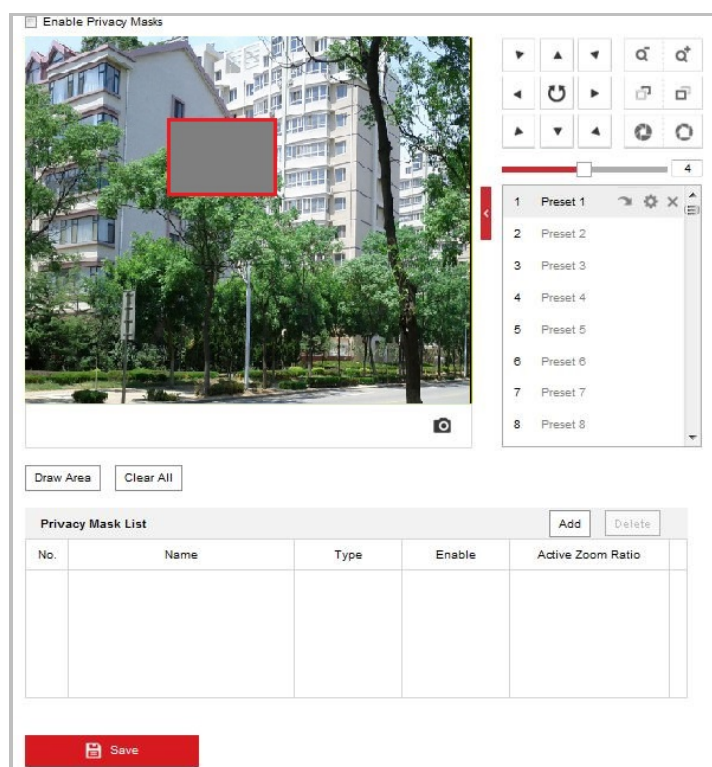 Enable Privacy Masks
4
1 Preset 1
2 Preset 2
3 Preset 3
4 Preset 4
5 Preset 5
6 Preset 6
7 Preset 7
8 Preset 8
Draw Area Clear All
Privacy Mask List Add Delete
No. Name Type Enable Active Zoom Ratio
Save